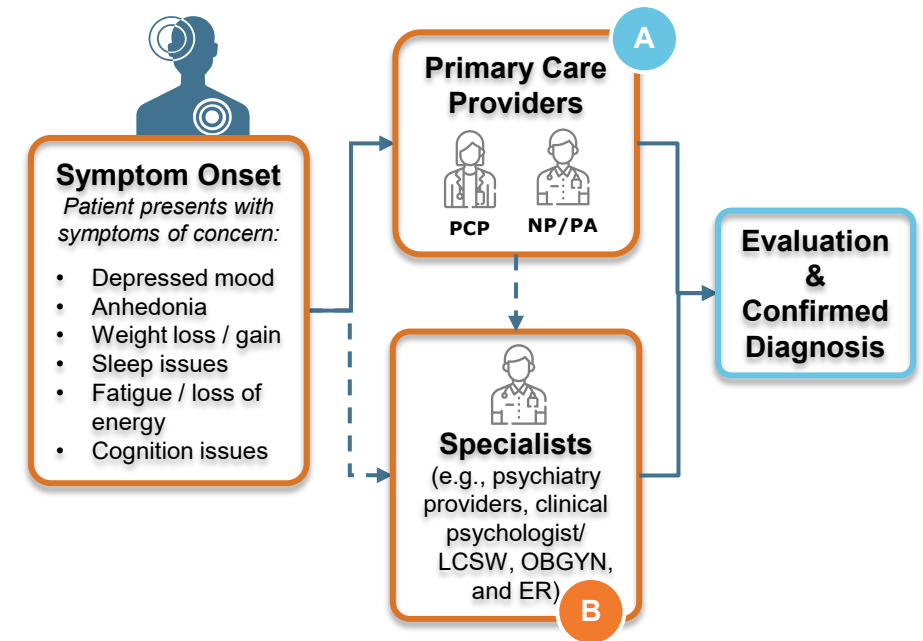 Symptom Onset
Patient presents with
symptoms of concern:
• Depressed mood
• Anhedonia
• Weight loss / gain
• Sleep issues
• Fatigue / loss of
energy
• Cognition issues
A
Primary Care
Providers
PCP
NP/PA
Specialists
(e.g., psychiatry
providers, clinical
psychologist/
LCSW, OBGYN,
and ER)
B
Evaluation
&
Confirmed
Diagnosis